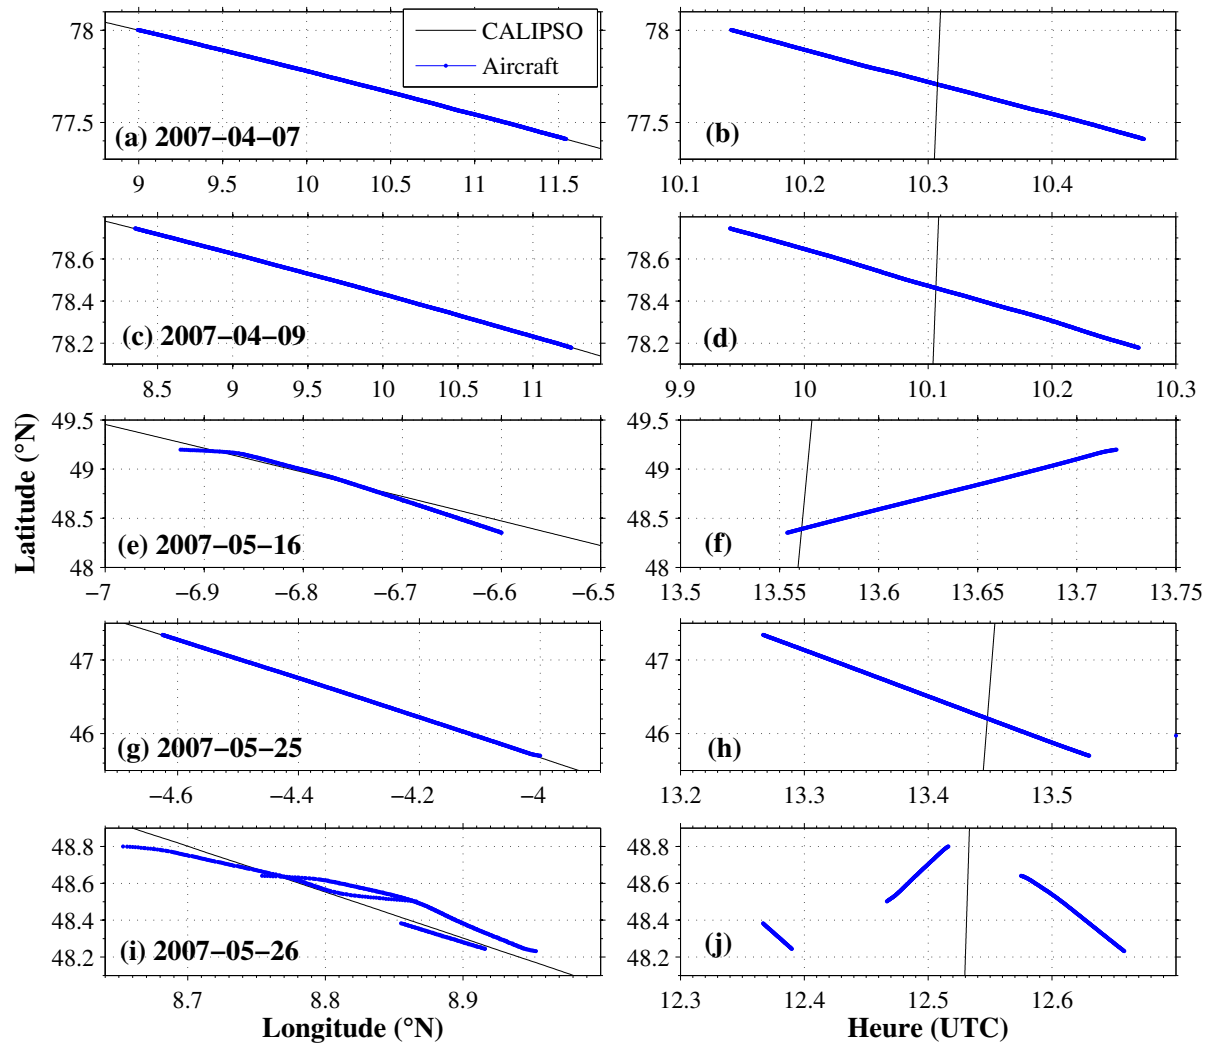 CALIPSO
Aircraft
78
77.5
(a) 2007−04−07
9 9.5 10 10.5 11 11.5
78
77.5
(b)
10.1 10.2 10.3 10.4
78.6
78.4
78.2
(c) 2007−04−09
8.5 9 9.5 10 10.5 11
78.6
78.4
78.2
(d)
9.9 10 10.1 10.2 10.3
Latitude (°N)
49.5
49
48.5
48
(e) 2007−05−16
−7 −6.9 −6.8 −6.7 −6.6 −6.5
49.5
49
48.5
48
(f)
13.5 13.55 13.6 13.65 13.7 13.75
47
46
(g) 2007−05−25
−4.6 −4.4 −4.2 −4
47
46
(h)
13.2 13.3 13.4 13.5
48.8
48.6
48.4
48.2
(i) 2007−05−26
8.7 8.8 8.9
Longitude (°N)
48.8
48.6
48.4
48.2
(j)
12.3 12.4 12.5 12.6
Heure (UTC)